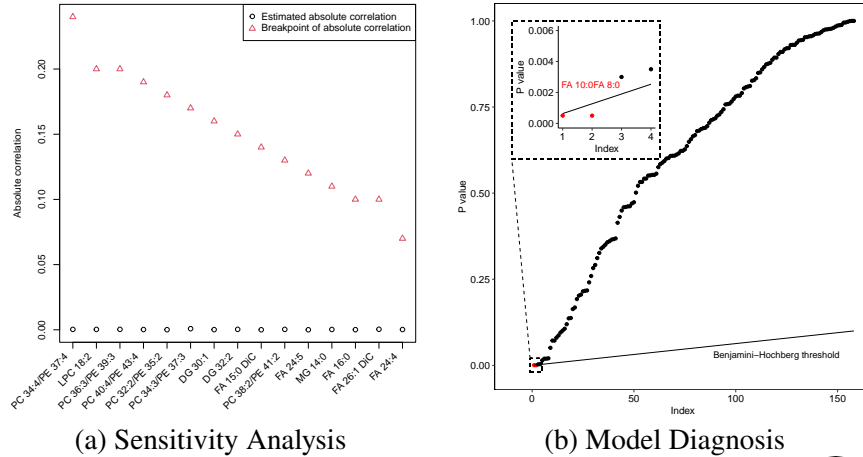 Estimated absolute correlation
Breakpoint of absolute correlation
Absolute correlation
0.20
0.15
0.10
0.05
0.00
PC 34:4/PE 37:4
LPC 18:2
PC 36:3/PE 39:3
PC 40:4/PE 43:4
PC 32:2/PE 35:2
PC 34:3/PE 37:3
DG 30:1
DG 32:2
FA 15:0 DiC
PC 38:2/PE 41:2
FA 24:5
MG 14:0
FA 16:0
FA 26:1 DiC
FA 24:4
(a) Sensitivity Analysis
1.00
0.75
0.50
0.25
0.00
P value
0.006
0.004
0.002
0.000
P value
FA 10:0FA 8:0
1 2 3 4
Index
Benjamini−Hochberg threshold
0 50 100 150
Index
(b) Model Diagnosis